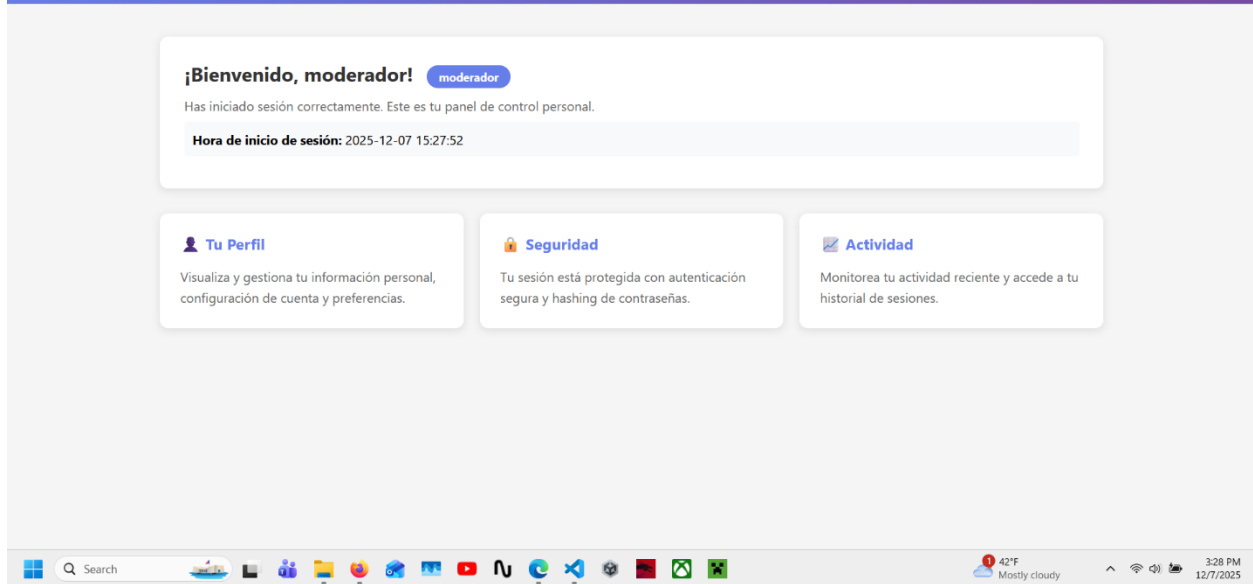 ¡Bienvenido, moderador! moderador
Has iniciado sesión correctamente. Este es tu panel de control personal.
Hora de inicio de sesión: 2025-12-07 15:27:52
Tu Perfil
Visualiza y gestiona tu información personal,
configuración de cuenta y preferencias.
Seguridad
Tu sesión está protegida con autenticación
segura y hashing de contraseñas.
Actividad
Monitorea tu actividad reciente y accede a tu
historial de sesiones.
Search
1
42°F
Mostly cloudy
3:28 PM
12/7/2025